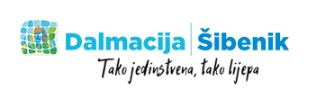 Dalmacija | Šibenik
Tako jedinstvena, tako lijepa